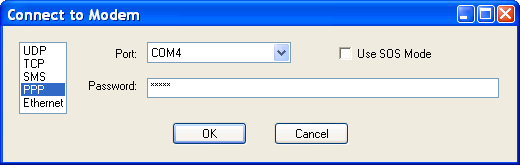 Connect to Modem
UDP
TCP
SMS
PPP
Ethernet
Port: COM4
Use SOS Mode
Password: *****
OK Cancel